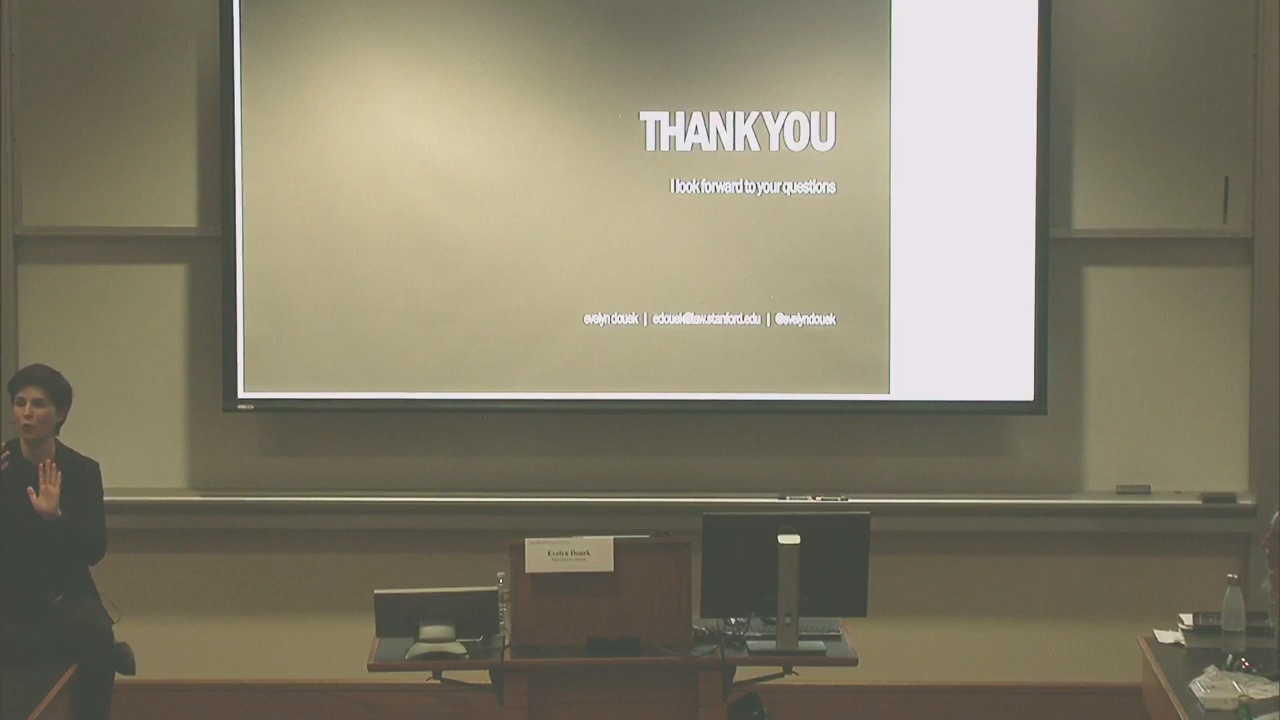 THANK YOU
I look forward to your questions
evelyn douek | edouek@law.stanford.edu | @evelyndouek
Evelyn Douek